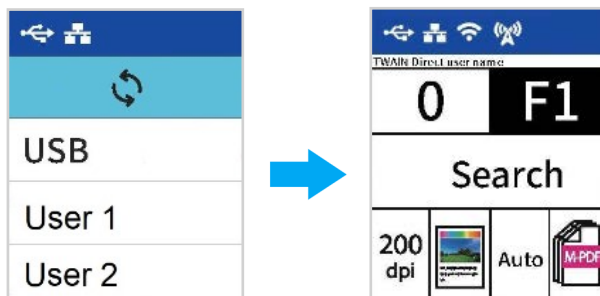 USB
User 1
User 2
TWAIN Direct user name
0 F1
Search
200
dpi
Auto
M-PDF